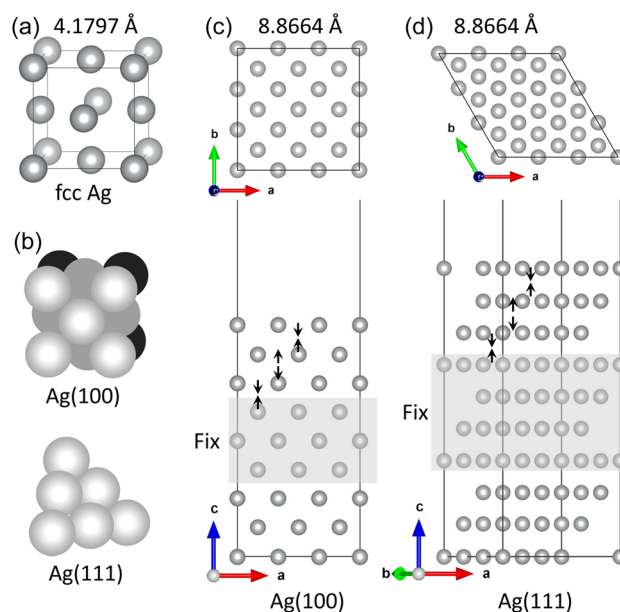 (a) 4.1797 Å
fcc Ag
(b)
Ag(100)
Ag(111)
(c) 8.8664 Å
b
a
Fix
c
a
Ag(100)
(d) 8.8664 Å
b
a
Fix
c
b
a
Ag(111)